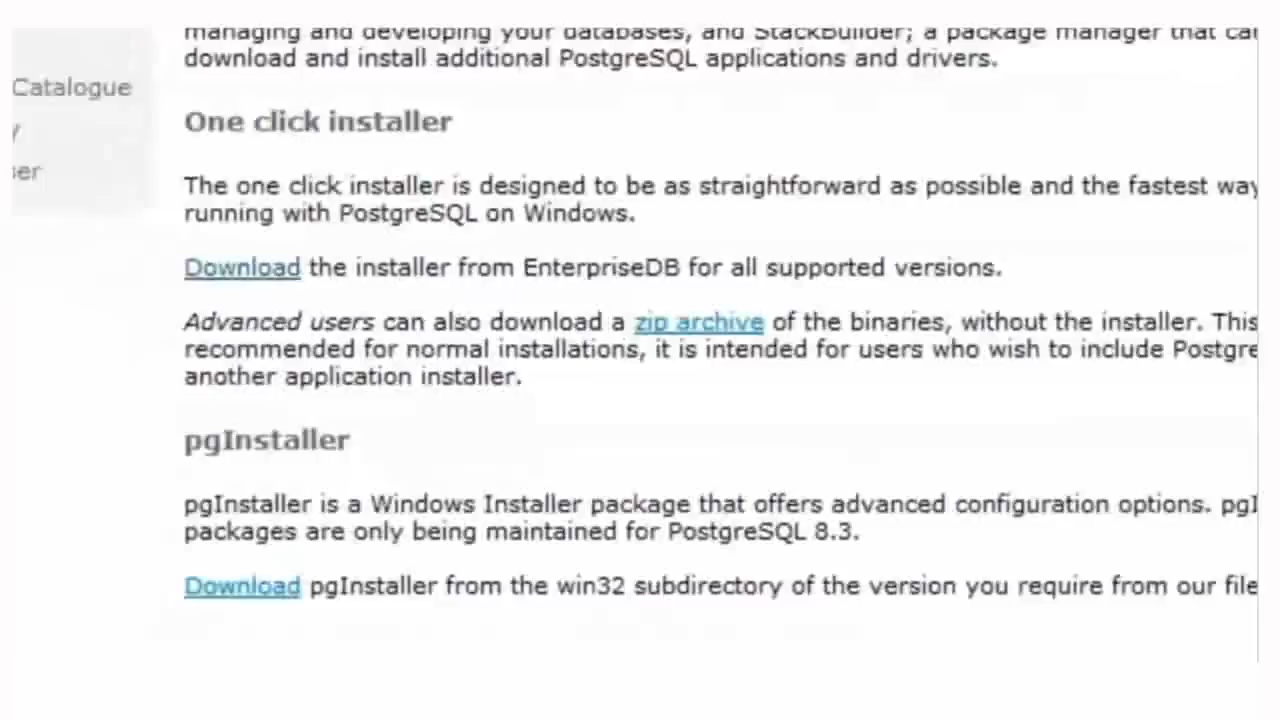 managing and developing your databases, and StackBuilder; a package manager that
download and install additional PostgreSQL applications and drivers.
Catalogue
One click installer
The one click installer is designed to be as straightforward as possible and the fastest way
running with PostgreSQL on Windows.
Download the installer from EnterpriseDB for all supported versions.
Advanced users can also download a zip archive of the binaries, without the installer. This
recommended for normal installations, it is intended for users who wish to include Postgre
another application installer.
pgInstaller
pgInstaller is a Windows Installer package that offers advanced configuration options. pgI
packages are only being maintained for PostgreSQL 8.3.
Download pgInstaller from the win32 subdirectory of the version you require from our file